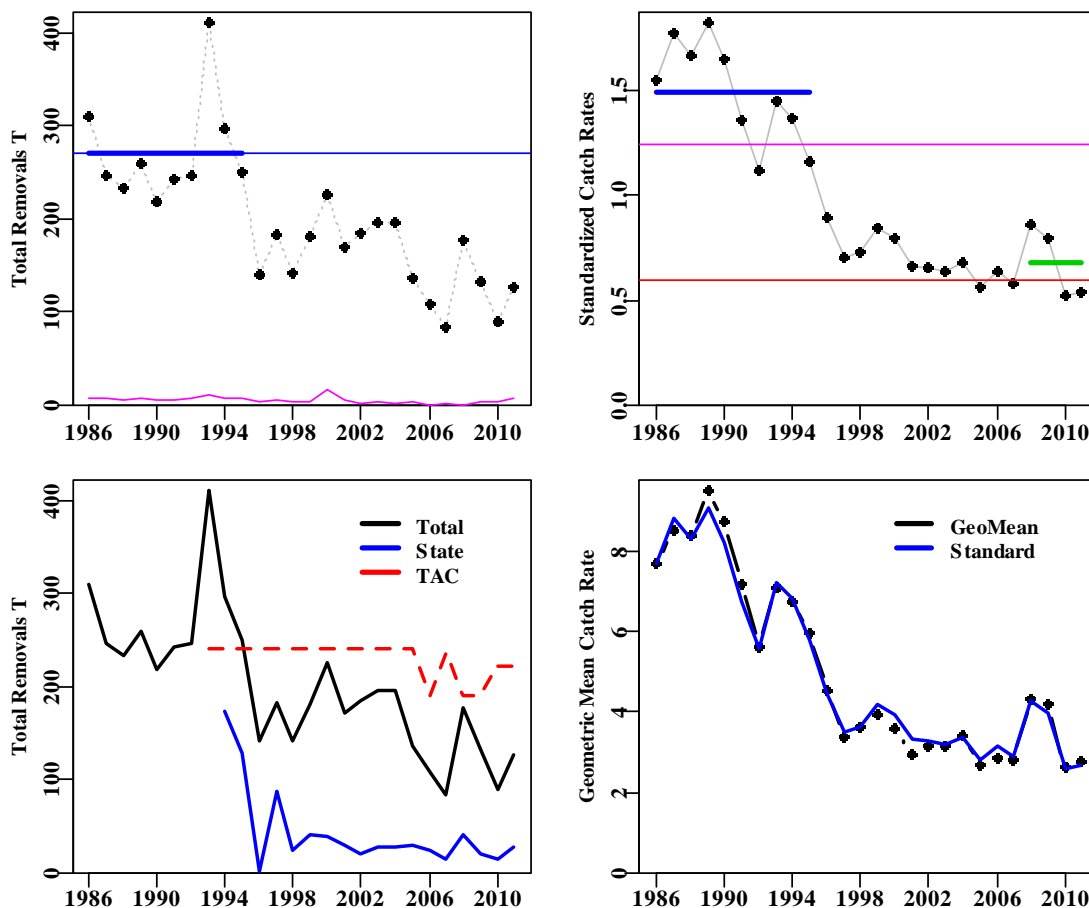 Total Removals T
400
300
200
100
0
1986 1990 1994 1998 2002 2006 2010
Standardized Catch Rates
1.5
1.0
0.5
0.0
1986 1990 1994 1998 2002 2006 2010
Total Removals T
400
300
200
100
0
Total
State
TAC
1986 1990 1994 1998 2002 2006 2010
Geometric Mean Catch Rate
8
6
4
2
0
GeoMean
Standard
1986 1990 1994 1998 2002 2006 2010